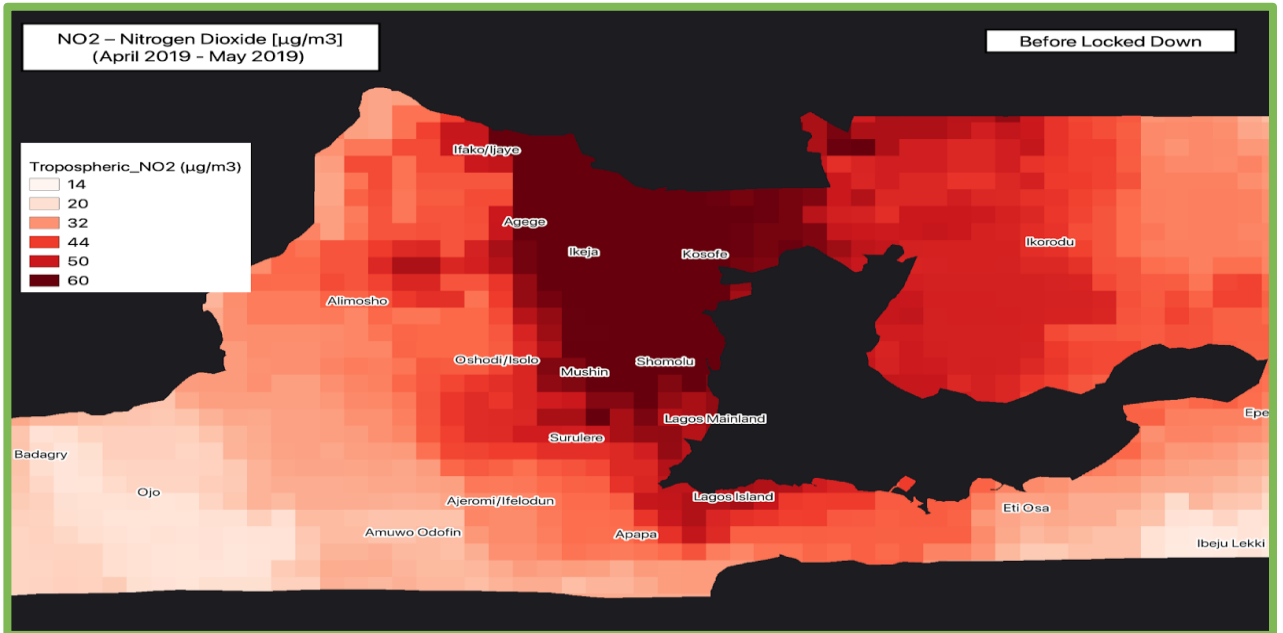 NO2 – Nitrogen Dioxide [µg/m3]
(April 2019 - May 2019)
Before Locked Down
Tropospheric_NO2 (µg/m3)
14
20
32
44
50
60
Ifako/Ijaye
Agege
Ikeja
Kosofe
Ikorodu
Alimosho
Oshodi/Isolo
Mushin
Shomolu
Lagos Mainland
Epe
Surulere
Badagry
Ojo
Ajeromi/Ifelodun
Lagos Island
Eti Osa
Amuwo Odofin
Apapa
Ibeju Lekki